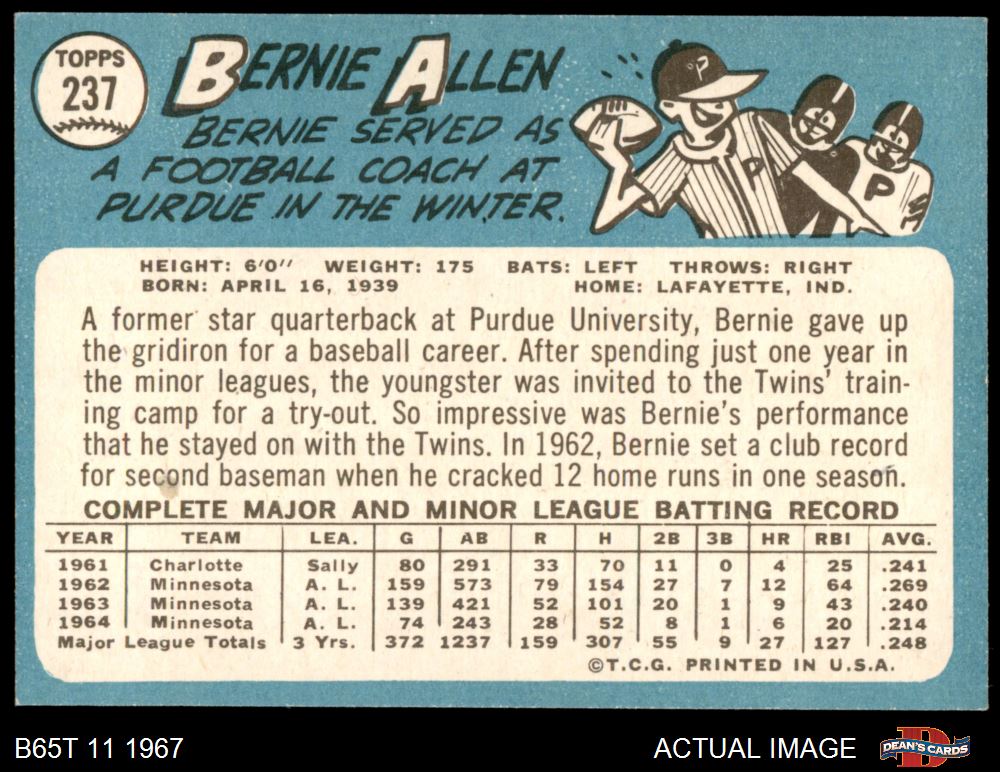 TOPPS
237
BERNIE ALLEN
BERNIE SERVED AS
A FOOTBALL COACH AT
PURDUE IN THE WINTER.
P
P
P
HEIGHT: 6'0" WEIGHT: 175 BATS: LEFT THROWS: RIGHT
BORN: APRIL 16, 1939 HOME: LAFAYETTE, IND.
A former star quarterback at Purdue University, Bernie gave up
the gridiron for a baseball career. After spending just one year in
the minor leagues, the youngster was invited to the Twins' train-
ing camp for a try-out. So impressive was Bernie's performance
that he stayed on with the Twins. In 1962, Bernie set a club record
for second baseman when he cracked 12 home runs in one season.
COMPLETE MAJOR AND MINOR LEAGUE BATTING RECORD
YEAR TEAM LEA. G AB R H 2B 3B HR RBI AVG.
1961 Charlotte Sally 80 291 33 70 11 0 4 25 .241
1962 Minnesota A. L. 159 573 79 154 27 7 12 64 .269
1963 Minnesota A. L. 139 421 52 101 20 1 9 43 .240
1964 Minnesota A. L. 74 243 28 52 8 1 6 20 .214
Major League Totals 3 Yrs. 372 1237 159 307 55 9 27 127 .248
©T.C.G. PRINTED IN U.S.A.
B65T 11 1967 ACTUAL IMAGE
D
DEAN'S CARDS